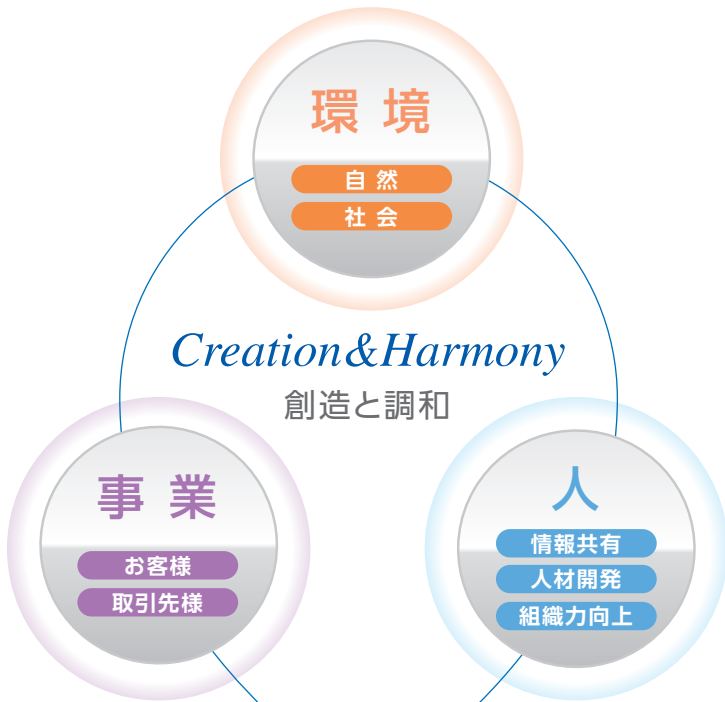 環境
自然
社会
Creation&Harmony
創造と調和
事業
お客様
取引先様
人
情報共有
人材開発
組織力向上